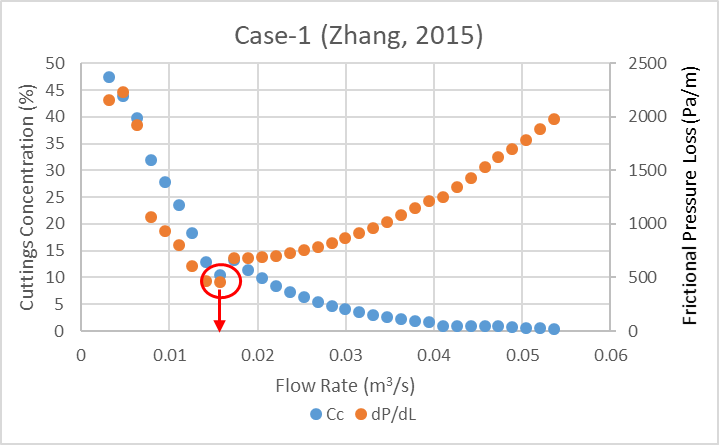 Case-1 (Zhang, 2015)
Cuttings Concentration (%)
50
45
40
35
30
25
20
15
10
5
0
2500
2000
1500
1000
500
0
Frictional Pressure Loss (Pa/m)
0 0.01 0.02 0.03 0.04 0.05 0.06
Flow Rate (m³/s)
Cc dP/dL